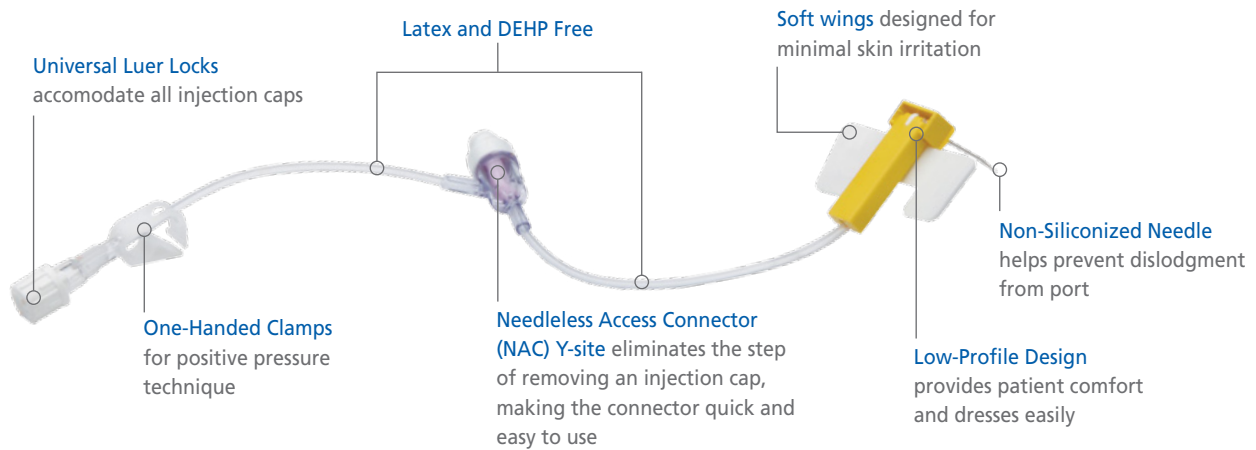 Universal Luer Locks
accomodate all injection caps
Latex and DEHP Free
Soft wings designed for
minimal skin irritation
One-Handed Clamps
for positive pressure
technique
Needleless Access Connector
(NAC) Y-site eliminates the step
of removing an injection cap,
making the connector quick and
easy to use
Non-Siliconized Needle
helps prevent dislodgment
from port
Low-Profile Design
provides patient comfort
and dresses easily